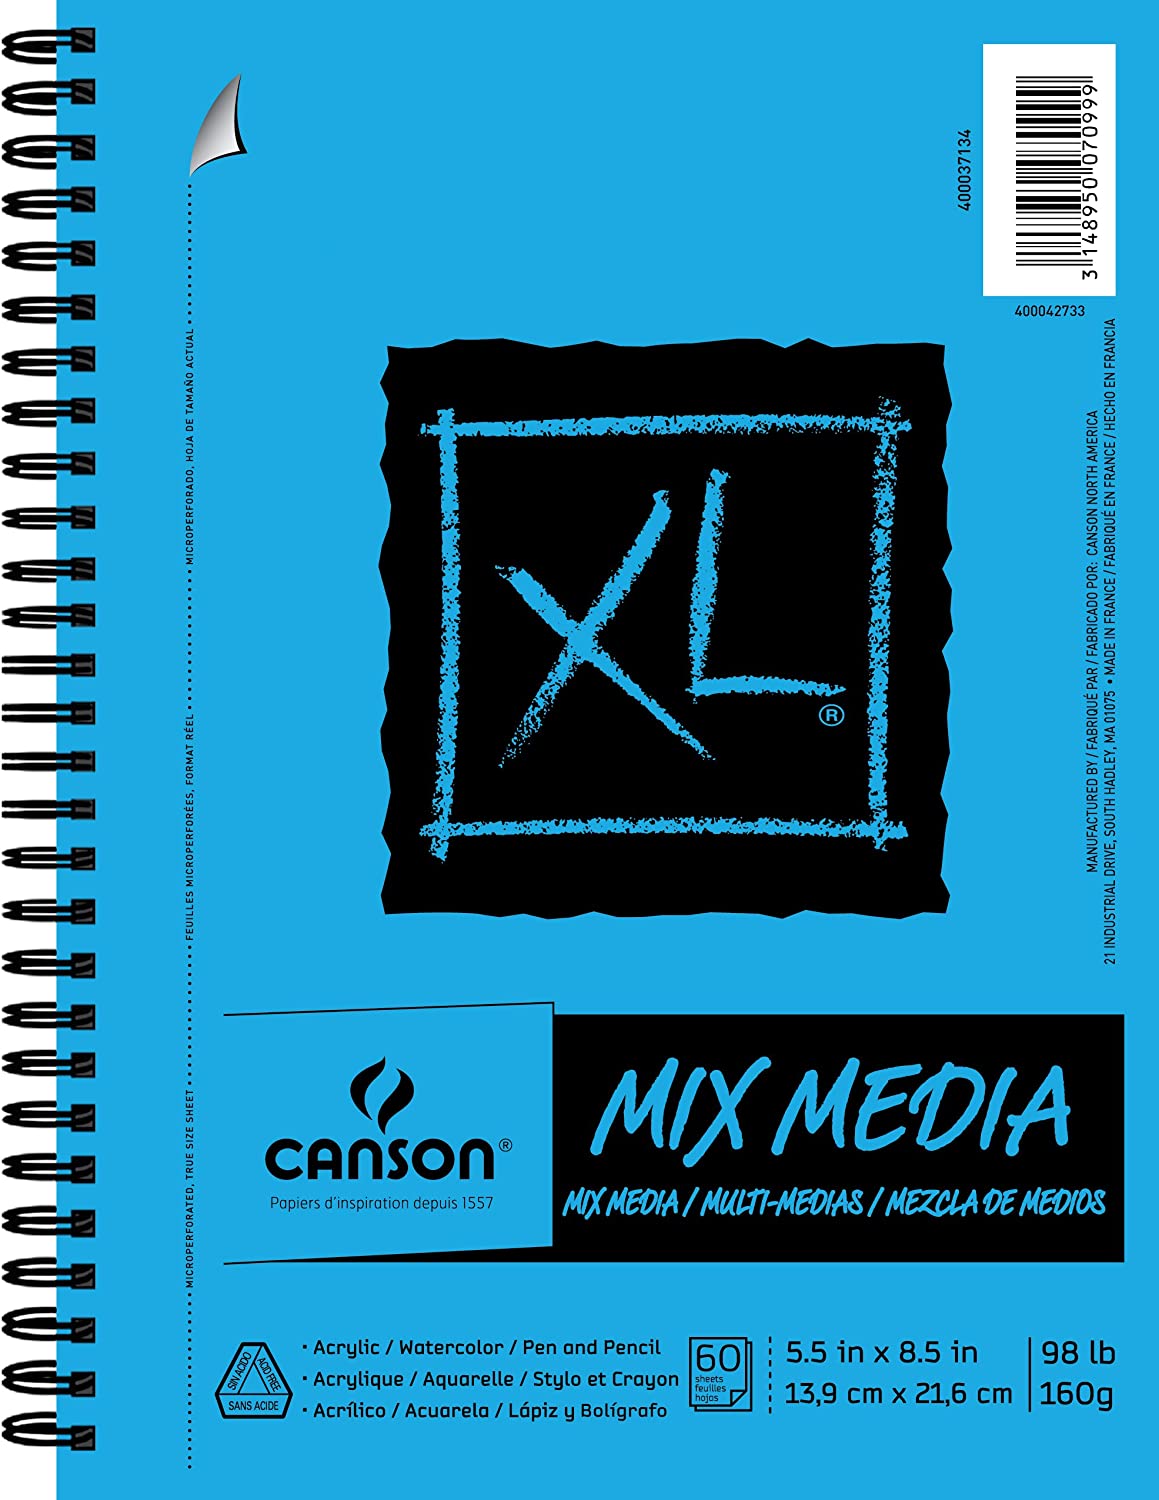 3 148950 070999
400037134
400042733
MANUFACTURED BY / FABRIQUÉ PAR / FABRICADO POR: CANSON NORTH AMERICA
21 INDUSTRIAL DRIVE, SOUTH HADLEY, MA 01075 • MADE IN FRANCE / FABRIQUÉ EN FRANCE / HECHO EN FRANCIA
MICROPERFORATED, TRUE SIZE SHEET
FEUILLES MICROPERFORÉES, FORMAT RÉEL
MICROPERFORADO, HOJA DE TAMAÑO ACTUAL
XL®
CANSON®
Papiers d'inspiration depuis 1557
MIX MEDIA
MIX MEDIA / MULTI-MEDIAS / MEZCLA DE MEDIOS
SIN ACIDO
ACID FREE
SANS ACIDE
· Acrylic / Watercolor / Pen and Pencil
· Acrylique / Aquarelle / Stylo et Crayon
· Acrílico / Acuarela / Lápiz y Bolígrafo
60
sheets
feuilles
hojas
5.5 in x 8.5 in
13,9 cm x 21,6 cm
98 lb
160g